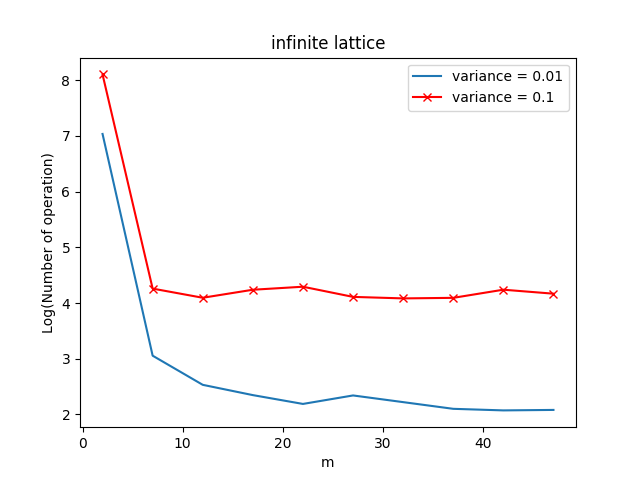 infinite lattice
variance = 0.01
variance = 0.1
Log(Number of operation)
8
7
6
5
4
3
2
0
10
20
30
40
m